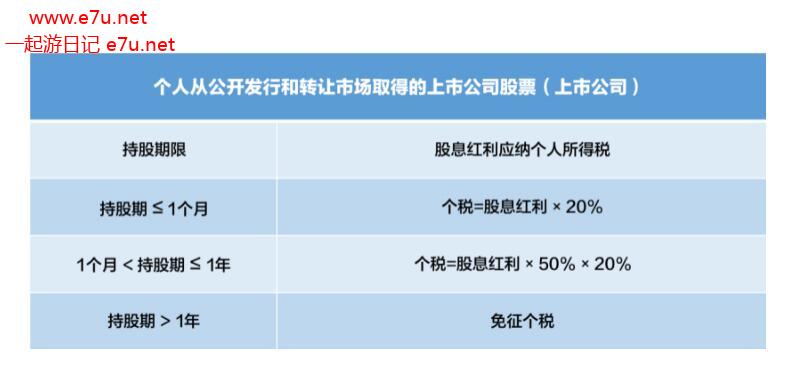 www.e7u.net
一起游日记 e7u.net
个人从公开发行和转让市场取得的上市公司股票（上市公司）
持股期限 股息红利应纳个人所得税
持股期 ≤ 1个月 个税=股息红利 × 20%
1个月 < 持股期 ≤ 1年 个税=股息红利 × 50% × 20%
持股期 > 1年 免征个税